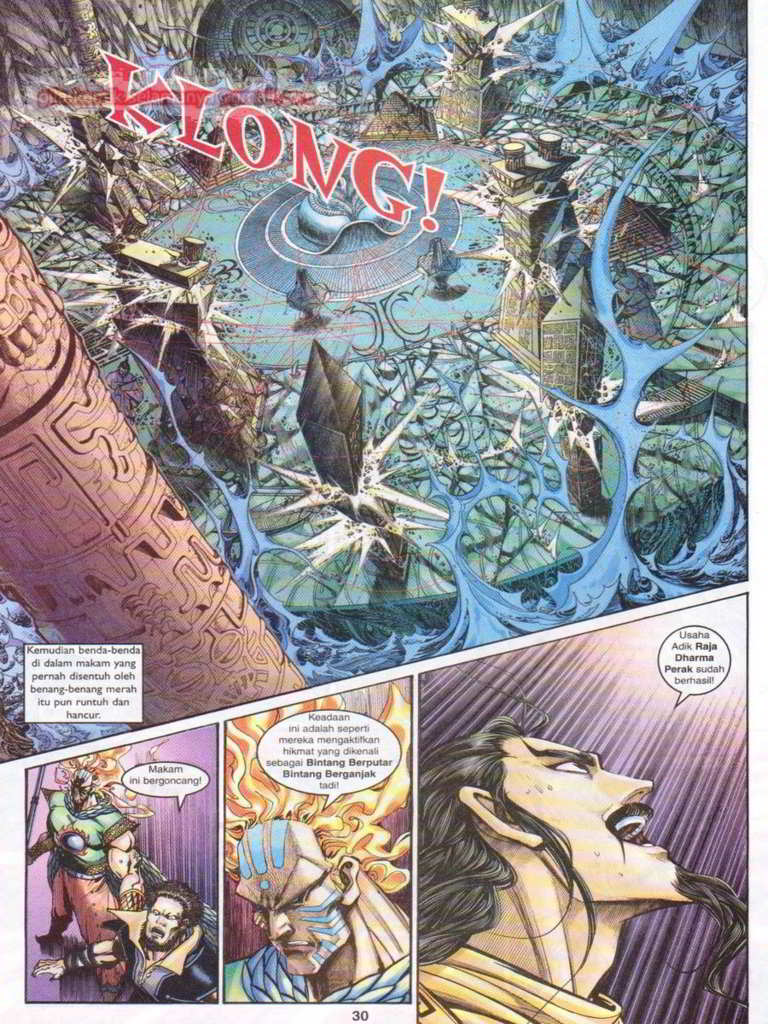 KLONG!
Kemudian benda-benda
di dalam makam yang
pernah disentuh oleh
benang-benang merah
itu pun runtuh dan
hancur.
Usaha
Adik Raja
Dharma
Perak sudah
berhasil!
Makam
ini bergoncang!
Keadaan
ini adalah seperti
mereka mengaktifkan
hikmat yang dikenali
sebagai Bintang Berputar
Bintang Berganjak
tadi!
30